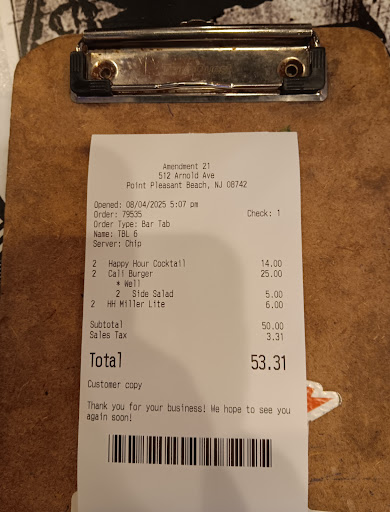 Amendment 21
512 Arnold Ave
Point Pleasant Beach, NJ 08742
Opened: 08/04/2025 5:07 pm
Order: 79535 Check: 1
Order Type: Bar Tab
Name: TBL 6
Server: Chip
2 Happy Hour Cocktail 14.00
2 Cali Burger 25.00
* Well
2 Side Salad 5.00
2 HH Miller Lite 6.00
Subtotal 50.00
Sales Tax 3.31
Total 53.31
Customer copy
Thank you for your business! We hope to see you
again soon!